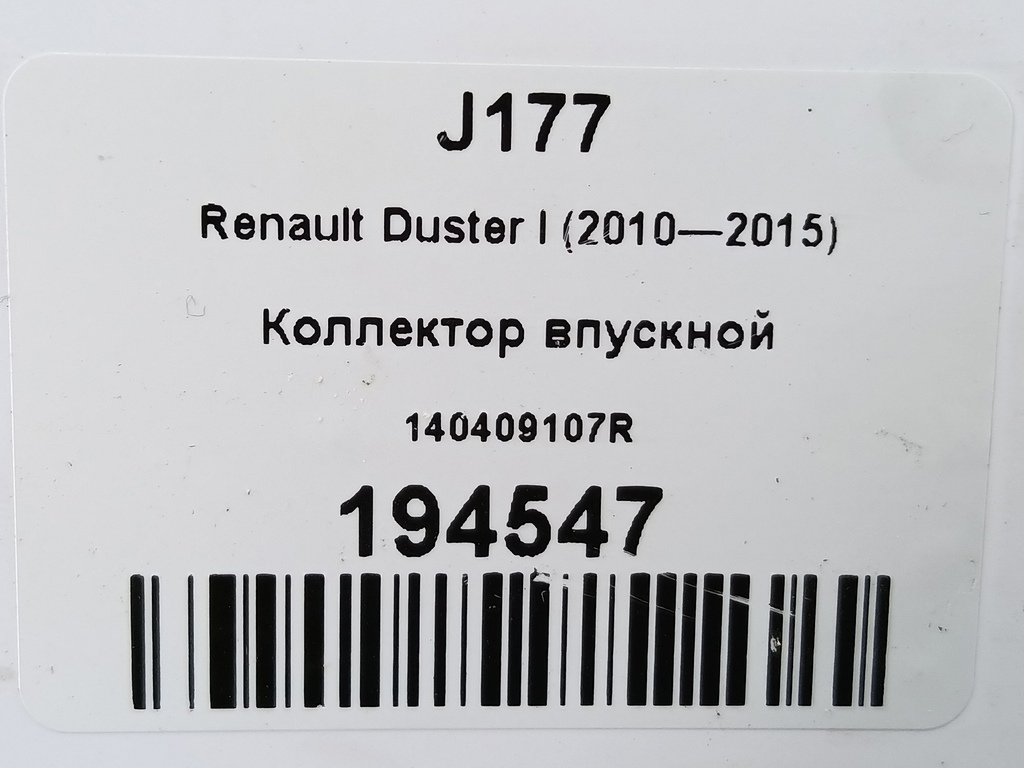 J177
Renault Duster I (2010—2015)
Коллектор впускной
140409107R
194547